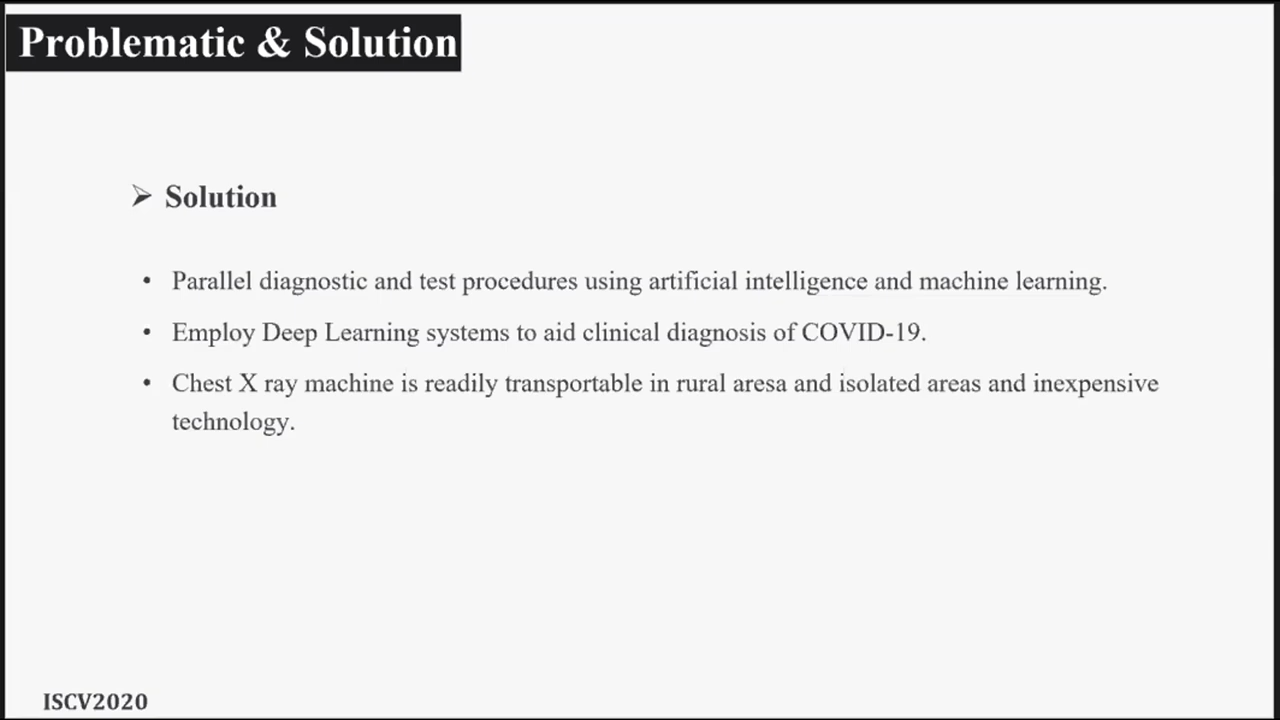 Problematic & Solution
➢ Solution
• Parallel diagnostic and test procedures using artificial intelligence and machine learning.
• Employ Deep Learning systems to aid clinical diagnosis of COVID-19.
• Chest X ray machine is readily transportable in rural aresa and isolated areas and inexpensive
technology.
ISCV2020